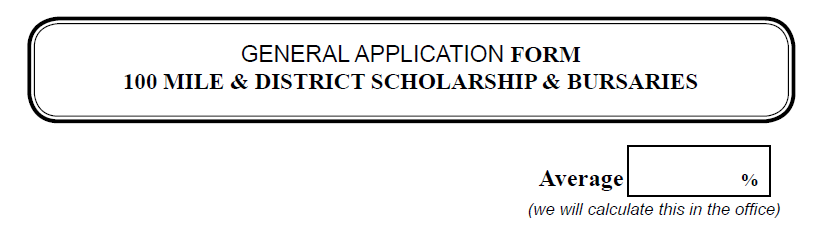 GENERAL APPLICATION FORM
100 MILE & DISTRICT SCHOLARSHIP & BURSARIES
Average %
(we will calculate this in the office)